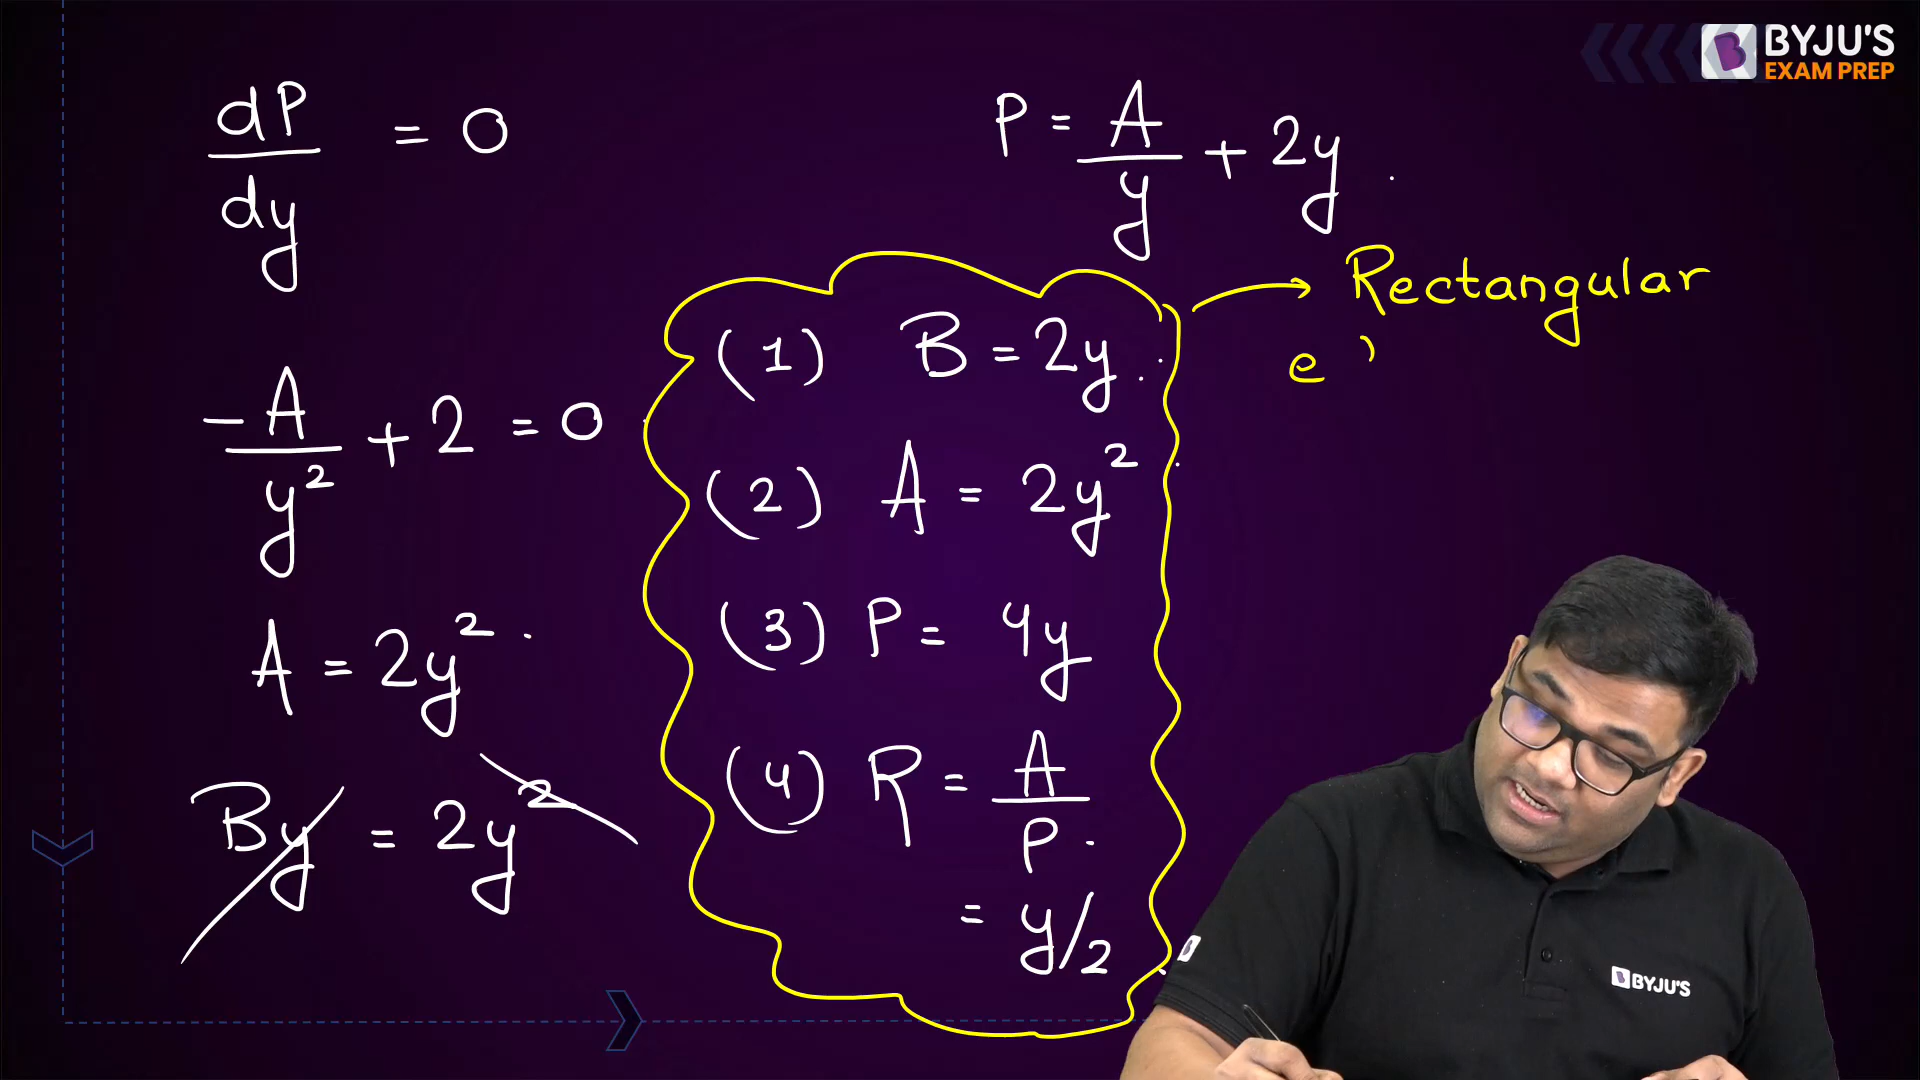 BYJU'S
EXAM PREP
dP/dy = 0
P = A/y + 2y
-A/y² + 2 = 0
A = 2y²
By = 2y²
(1) B = 2y
(2) A = 2y²
(3) P = 4y
(4) R = A/P
= y/2
Rectangular
e
BYJU'S